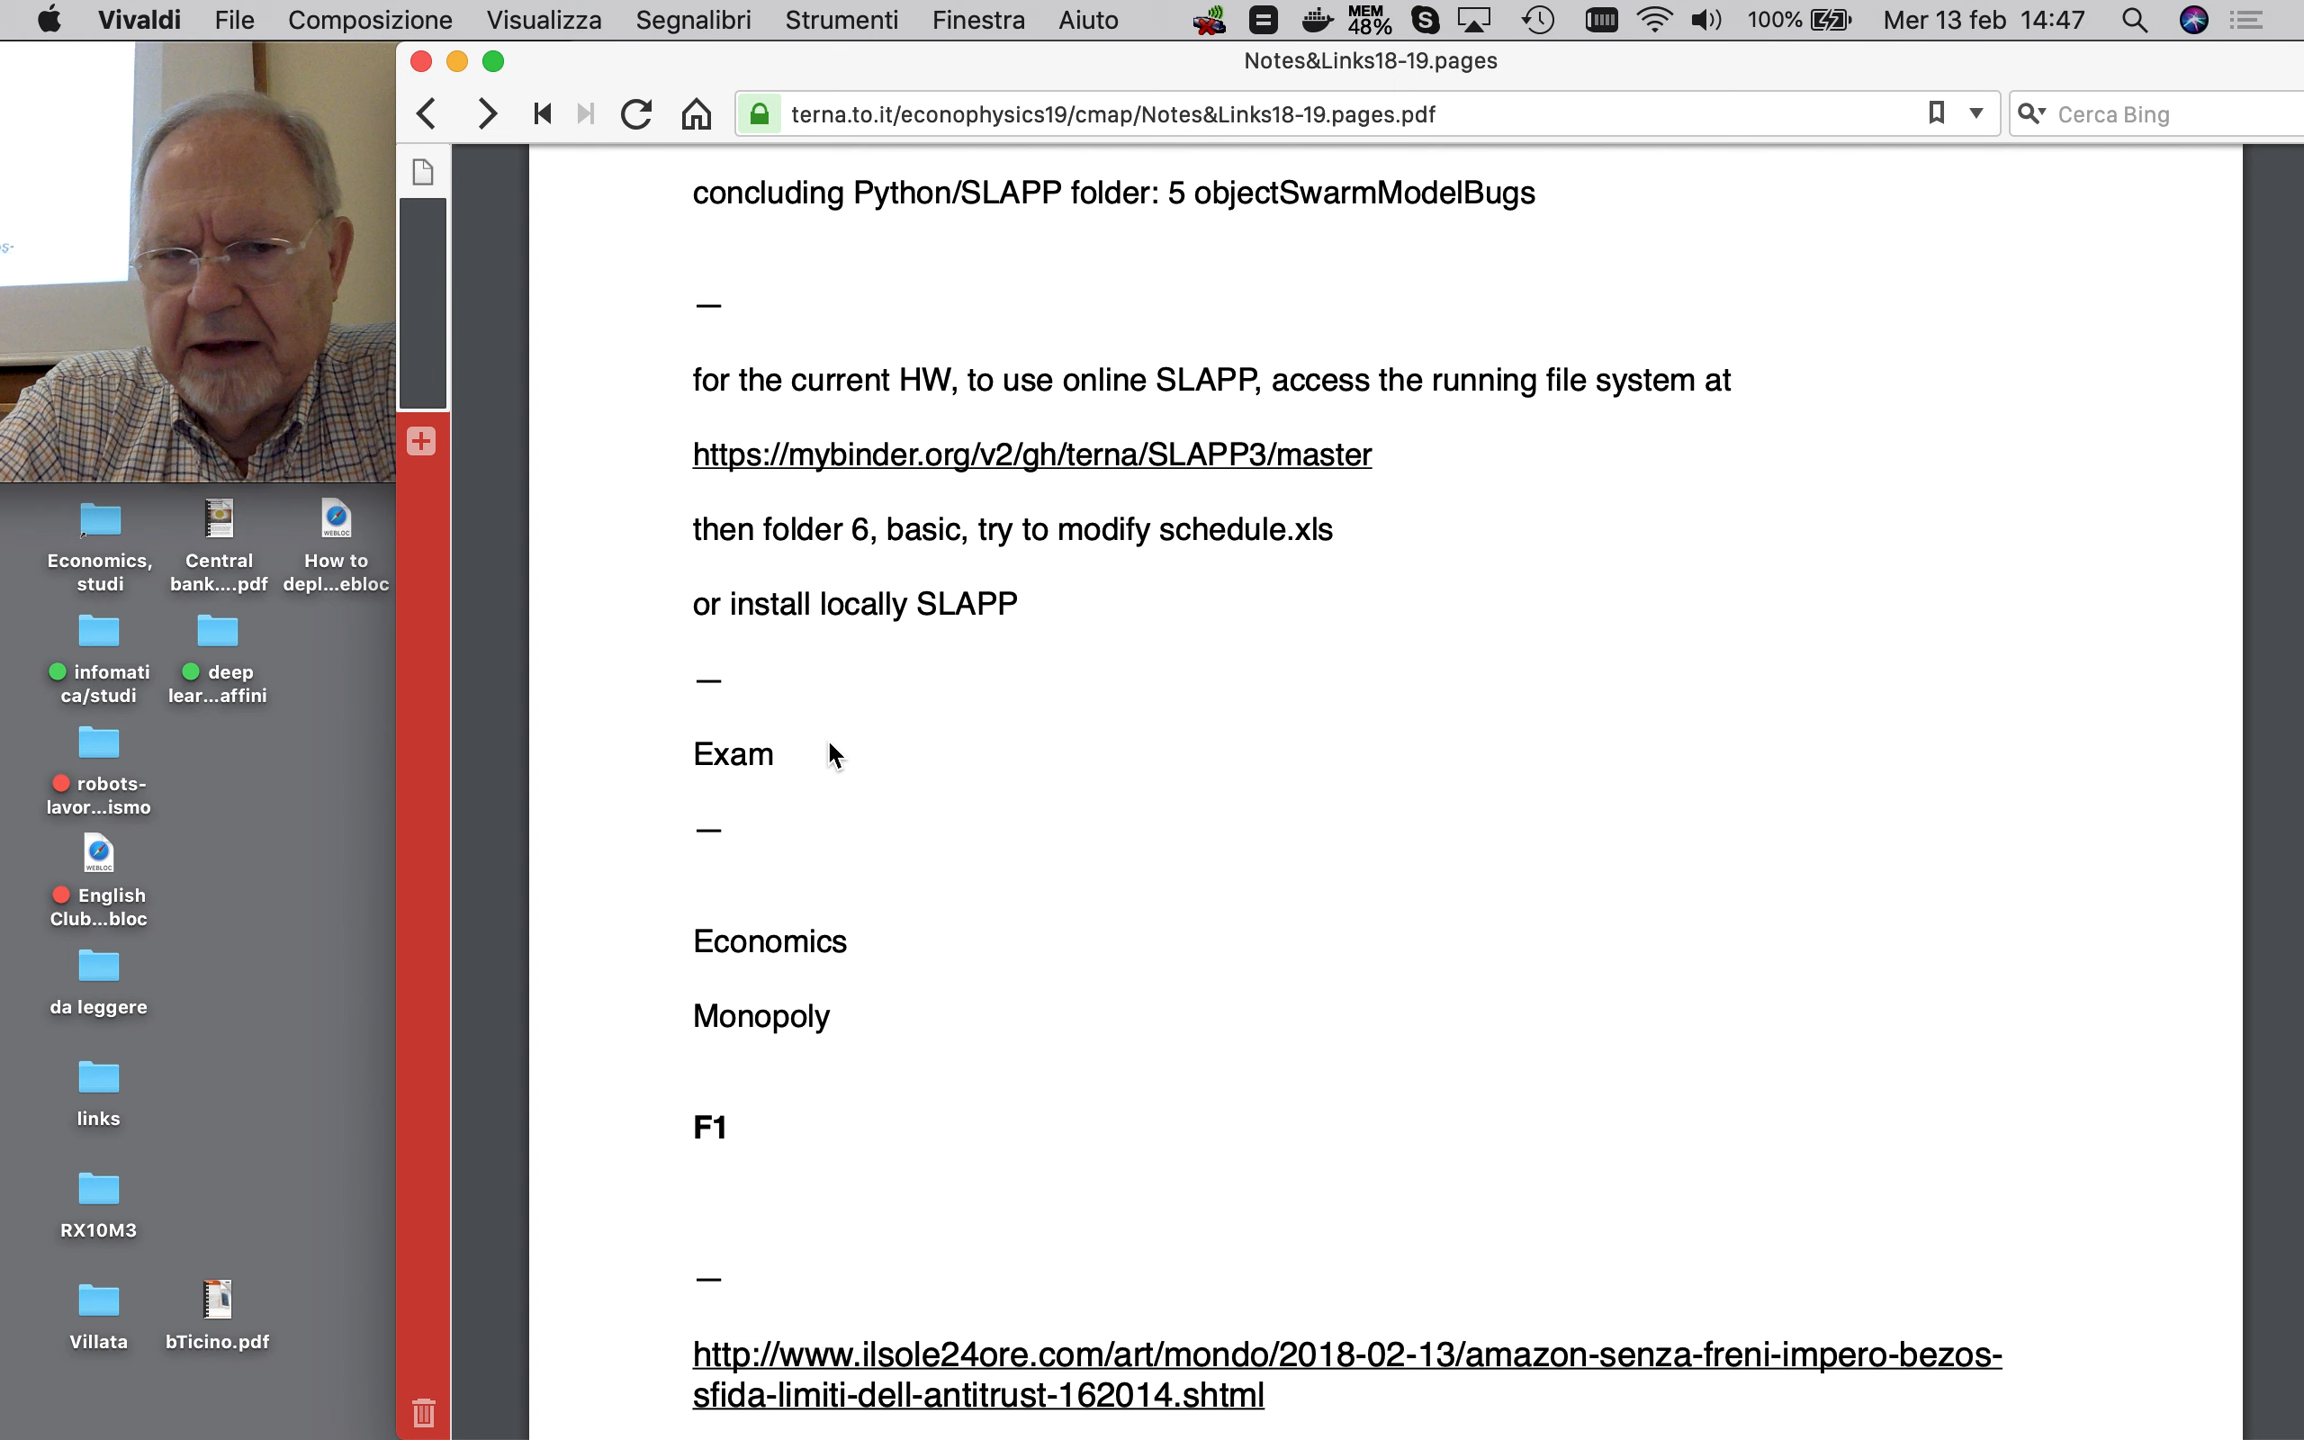 Vivaldi File Composizione Visualizza Segnalibri Strumenti Finestra Aiuto MEM 48% 100% Mer 13 feb 14:47
Notes&Links18-19.pages
terna.to.it/econophysics19/cmap/Notes&Links18-19.pages.pdf Cerca Bing
concluding Python/SLAPP folder: 5 objectSwarmModelBugs
—
for the current HW, to use online SLAPP, access the running file system at
https://mybinder.org/v2/gh/terna/SLAPP3/master
then folder 6, basic, try to modify schedule.xls
or install locally SLAPP
—
Exam
—
Economics
Monopoly
F1
—
http://www.ilsole24ore.com/art/mondo/2018-02-13/amazon-senza-freni-impero-bezos-
sfida-limiti-dell-antitrust-162014.shtml
os-
Economics,
studi
Central
bank....pdf
WEBLOC
How to
depl...ebloc
infomati
ca/studi
deep
lear...affini
robots-
lavor...ismo
WEBLOC
English
Club...bloc
da leggere
links
RX10M3
Villata
bTicino.pdf